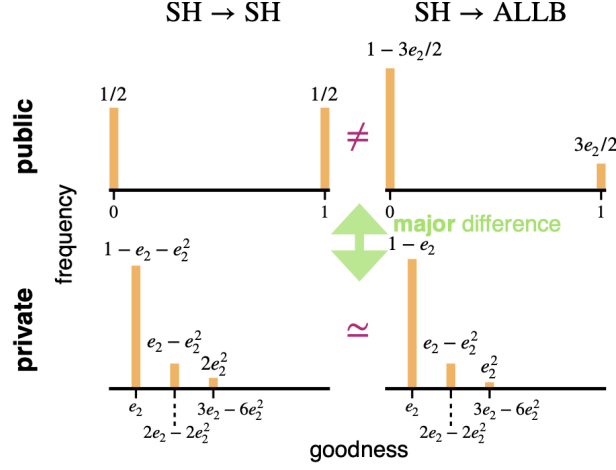 SH → SH
SH → ALLB
public
1/2
1/2
≠
1 − 3e₂/2
3e₂/2
0
1
0
1
frequency
major difference
private
1 − e₂ − e₂²
e₂ − e₂²
2e₂²
≃
1 − e₂
e₂ − e₂²
e₂²
e₂
3e₂ − 6e₂²
2e₂ − 2e₂²
e₂
3e₂ − 6e₂²
2e₂ − 2e₂²
goodness